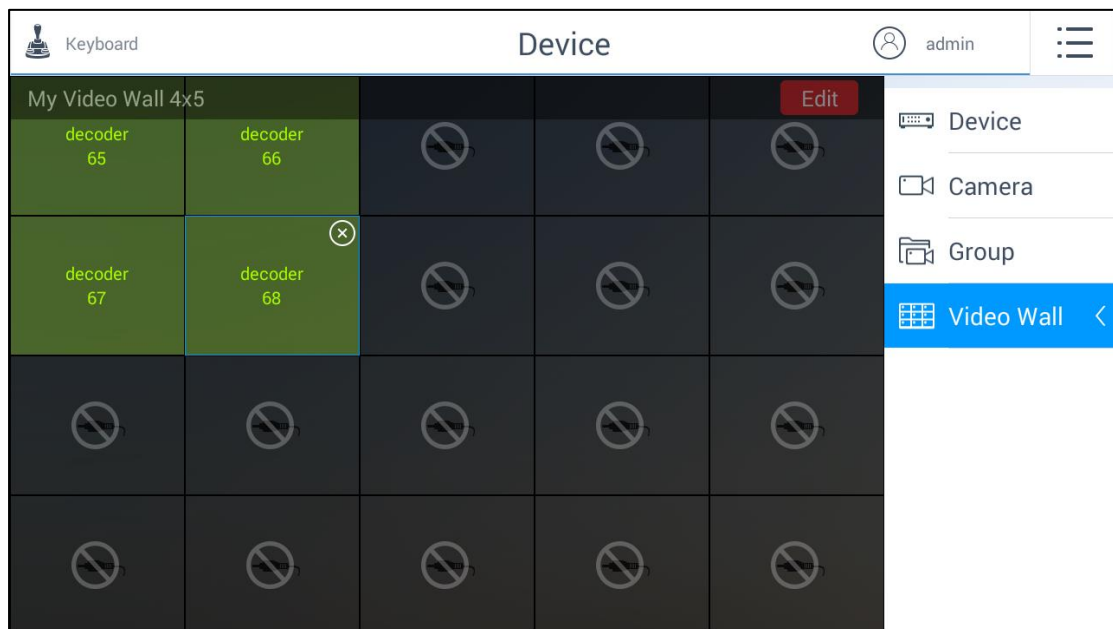 Keyboard
Device
admin
My Video Wall 4x5
Edit
decoder
65
decoder
66
decoder
67
decoder
68
Device
Camera
Group
Video Wall